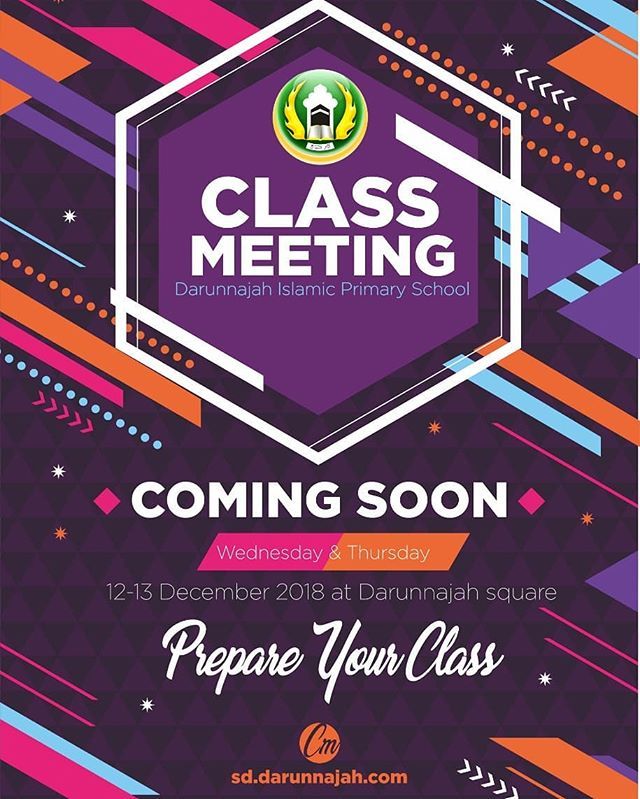 CLASS
MEETING
Darunnajah Islamic Primary School
COMING SOON
Wednesday & Thursday
12-13 December 2018 at Darunnajah square
Prepare Your Class
Cm
sd.darunnajah.com